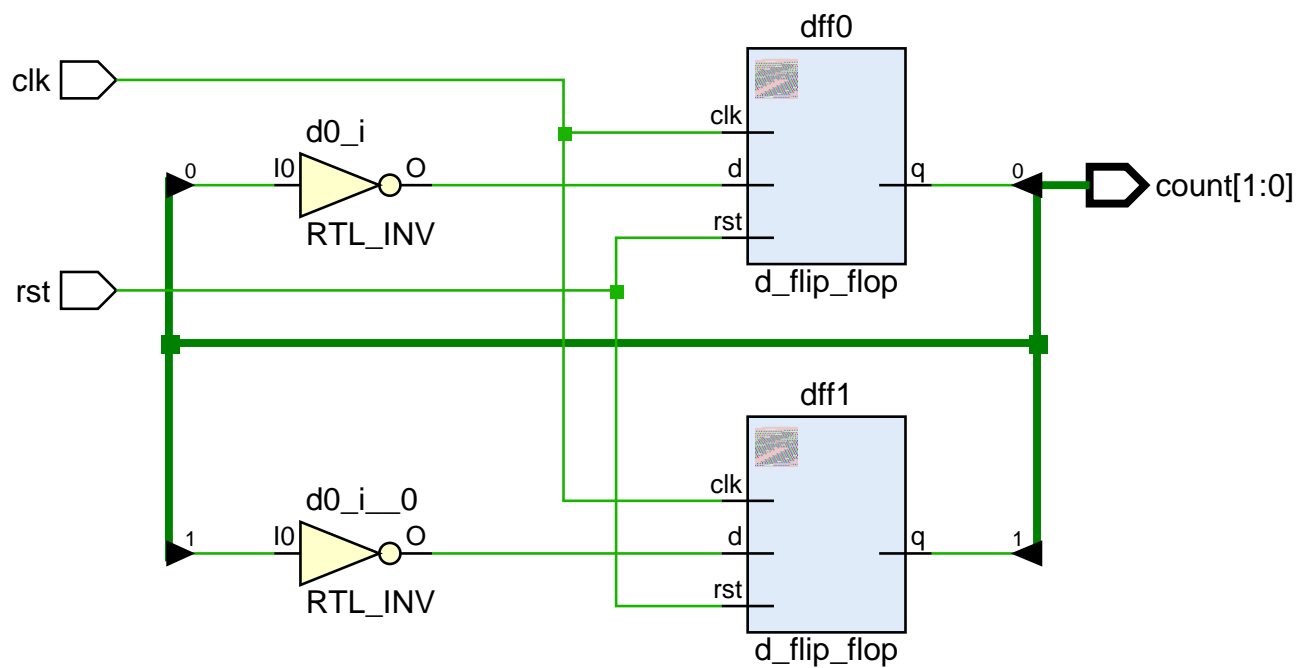 dff0
clk
clk
d0_i
0
I0
O
d
q
0
count[1:0]
RTL_INV
rst
rst
d_flip_flop
dff1
clk
d0_i__0
1
I0
O
d
q
1
rst
RTL_INV
d_flip_flop